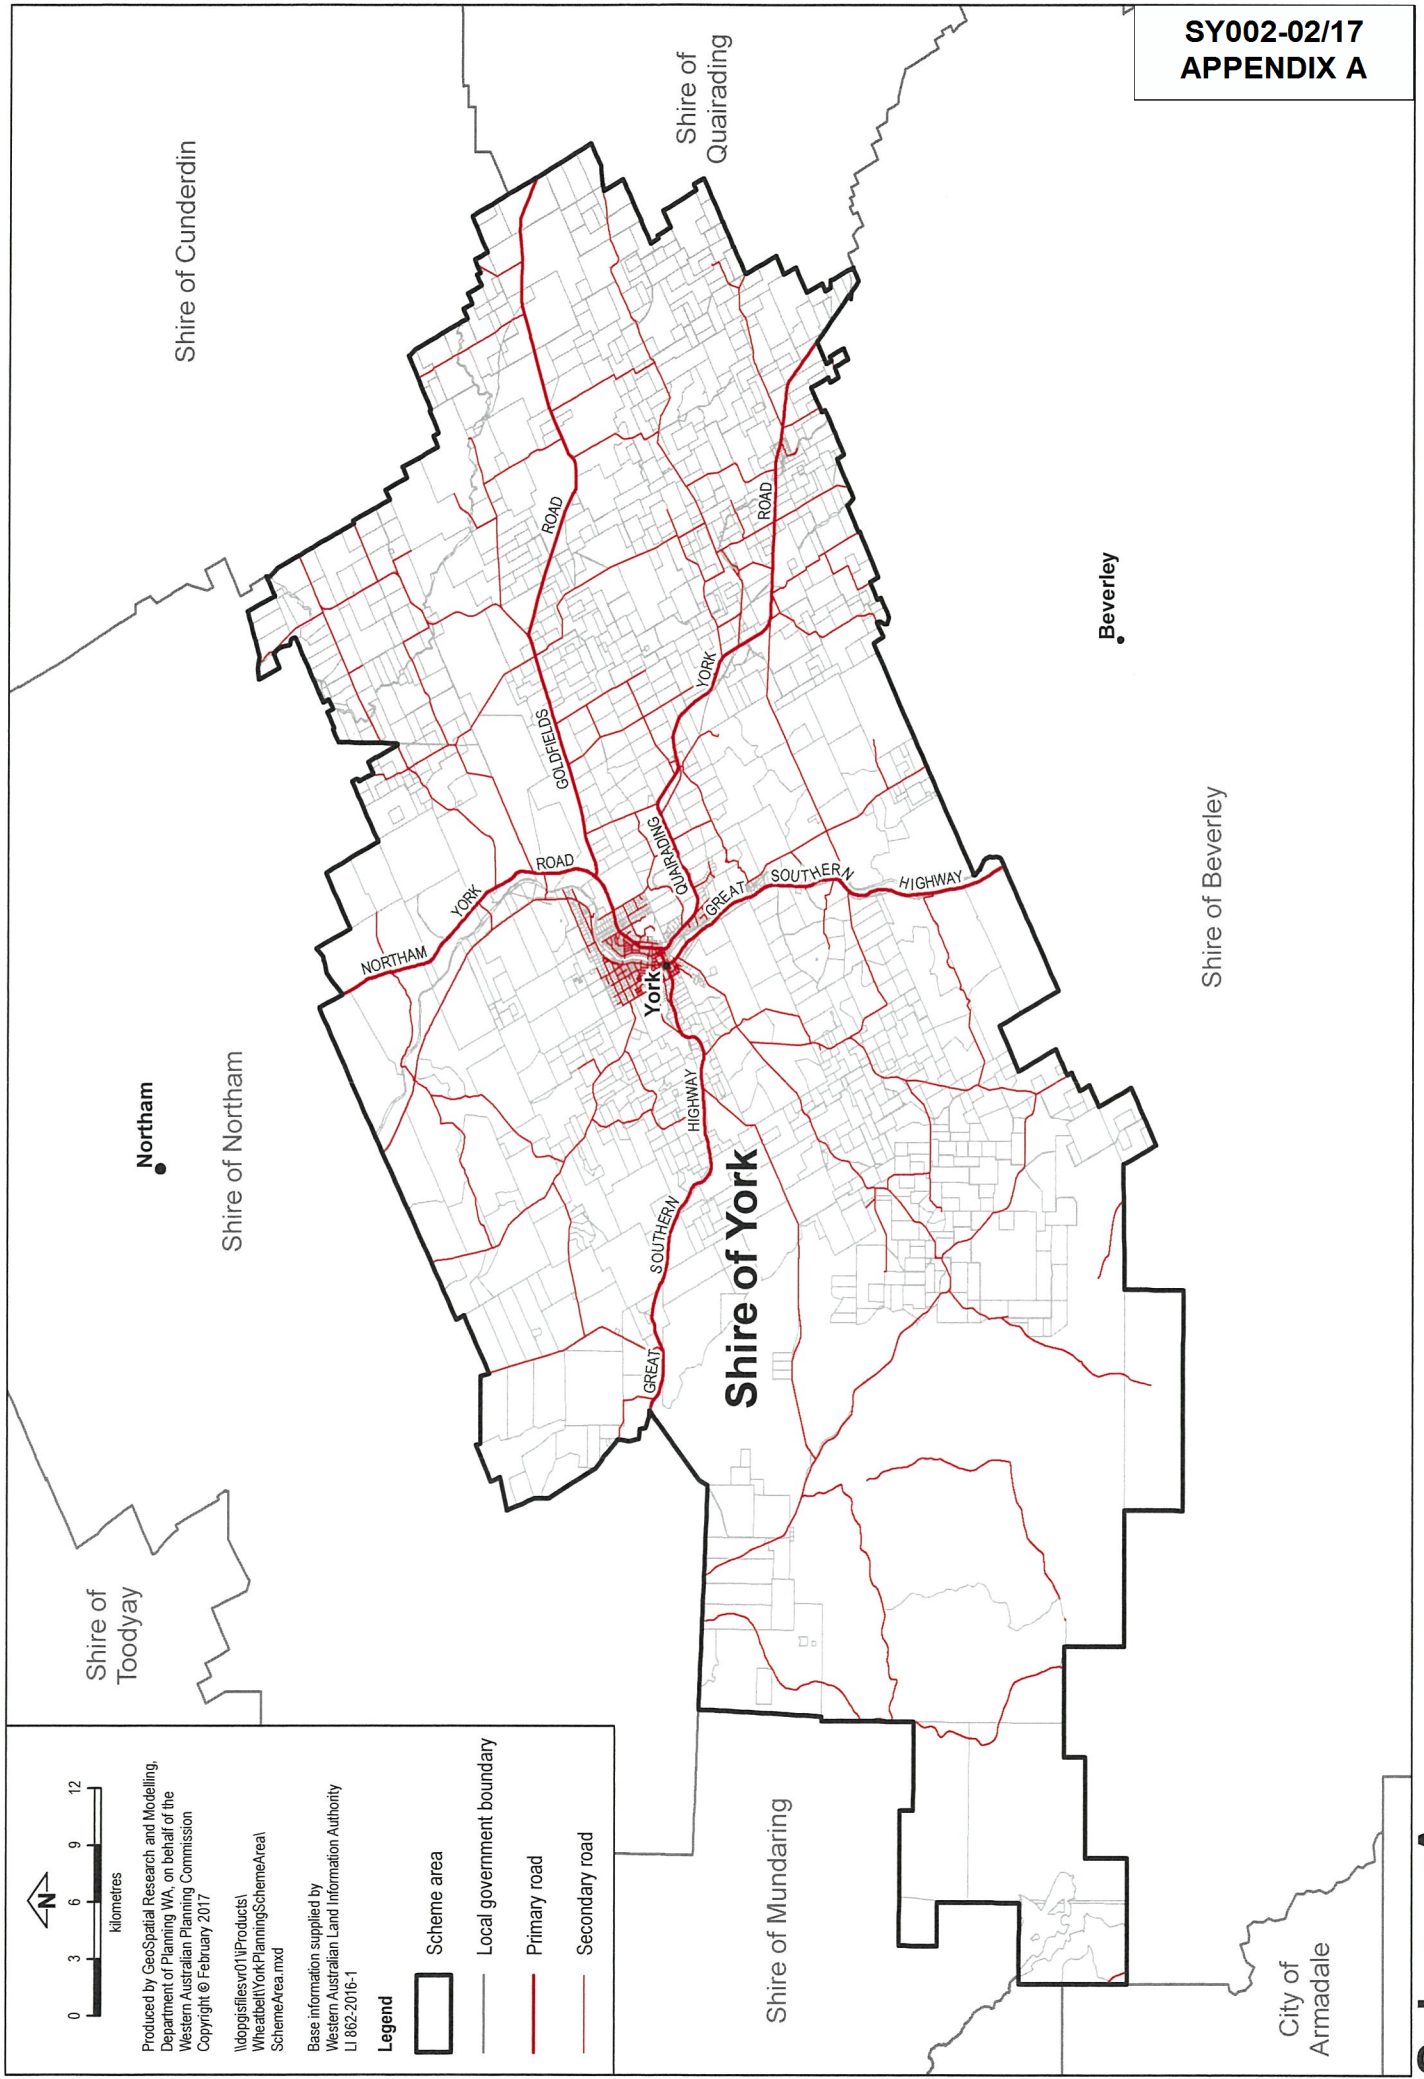 SY002-02/17
APPENDIX A
Shire of
Quairading
Shire of Cunderdin
ROAD
ROAD
Beverley
YORK
GOLDFIELDS
QUAIRADING
ROAD
YORK
NORTHAM
GREAT
SOUTHERN
HIGHWAY
Shire of Beverley
York
Northam
Shire of Northam
HIGHWAY
SOUTHERN
GREAT
Shire of York
Shire of
Toodyay
Shire of Mundaring
City of
Armadale
N
0 3 6 9 12
kilometres
Produced by GeoSpatial Research and Modelling,
Department of Planning WA, on behalf of the
Western Australian Planning Commission
Copyright © February 2017
\\dopgisfilesvr01\iProducts\
Wheatbelt\YorkPlanningSchemeArea\
SchemeArea.mxd
Base information supplied by
Western Australian Land Information Authority
LI 862-2016-1
Legend
Scheme area
Local government boundary
Primary road
Secondary road